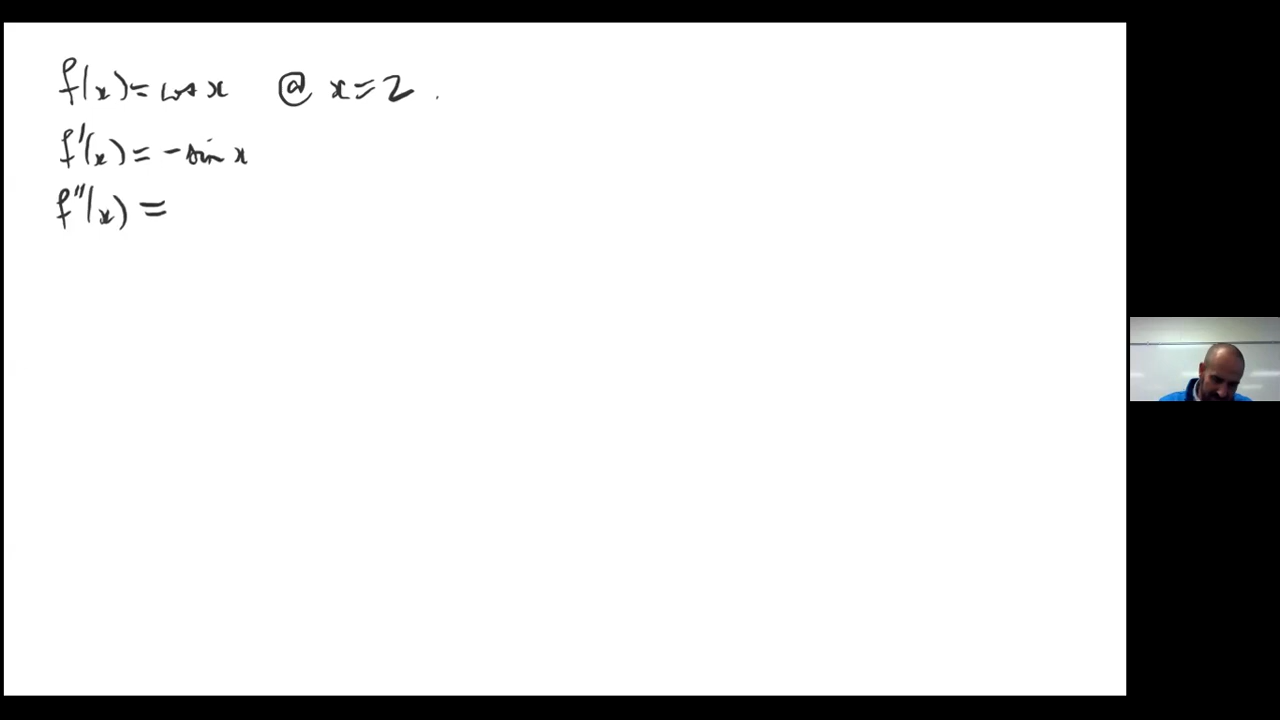 f(x) = cos x @ x = 2
f'(x) = - sin x
f''(x) =